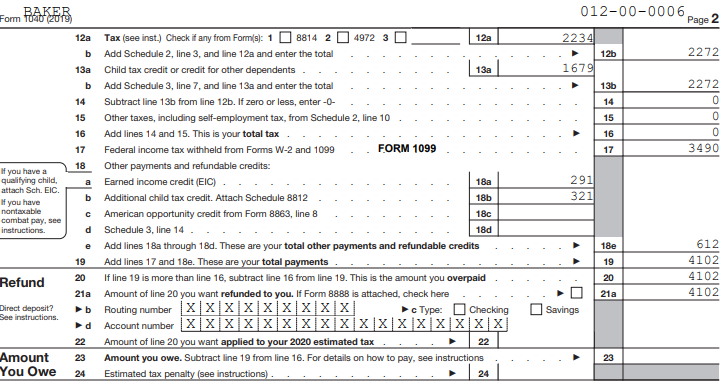 BAKER 012-00-0006
Form 1040 (2019) Page 2
12a Tax (see inst.) Check if any from Form(s): 1 8814 2 4972 3 12a 2234
b Add Schedule 2, line 3, and line 12a and enter the total ▶ 12b 2272
13a Child tax credit or credit for other dependents 13a 1679
b Add Schedule 3, line 7, and line 13a and enter the total ▶ 13b 2272
14 Subtract line 13b from line 12b. If zero or less, enter -0- 14 0
15 Other taxes, including self-employment tax, from Schedule 2, line 10 15 0
16 Add lines 14 and 15. This is your total tax ▶ 16 0
17 Federal income tax withheld from Forms W-2 and 1099 FORM 1099 17 3490
18 Other payments and refundable credits:
a Earned income credit (EIC) 18a 291
b Additional child tax credit. Attach Schedule 8812 18b 321
c American opportunity credit from Form 8863, line 8 18c
d Schedule 3, line 14 18d
e Add lines 18a through 18d. These are your total other payments and refundable credits ▶ 18e 612
19 Add lines 17 and 18e. These are your total payments ▶ 19 4102
If you have a
qualifying child,
attach Sch. EIC.
If you have
nontaxable
combat pay, see
instructions.
Refund
20 If line 19 is more than line 16, subtract line 16 from line 19. This is the amount you overpaid 20 4102
21a Amount of line 20 you want refunded to you. If Form 8888 is attached, check here ▶ 21a 4102
Direct deposit?
See instructions.
▶ b Routing number X X X X X X X X X ▶ c Type: Checking Savings
▶ d Account number X X X X X X X X X X X X X X X X X
22 Amount of line 20 you want applied to your 2020 estimated tax ▶ 22
Amount
You Owe
23 Amount you owe. Subtract line 19 from line 16. For details on how to pay, see instructions ▶ 23
24 Estimated tax penalty (see instructions) ▶ 24